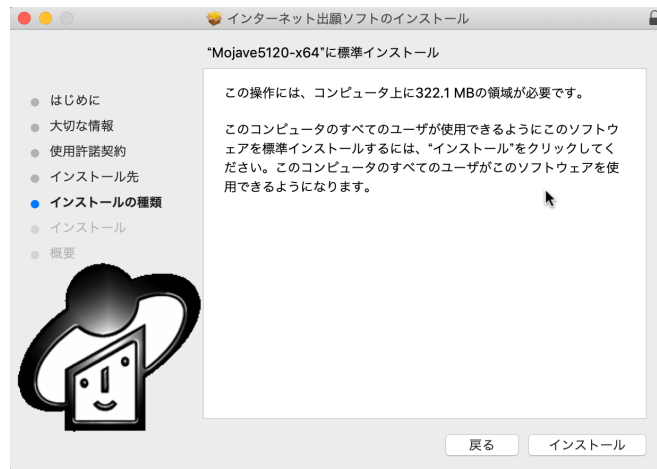 インターネット出願ソフトのインストール
“Mojave5120-x64”に標準インストール
はじめに
大切な情報
使用許諾契約
インストール先
インストールの種類
インストール
概要
この操作には、コンピュータ上に322.1 MBの領域が必要です。
このコンピュータのすべてのユーザが使用できるようにこのソフトウ
ェアを標準インストールするには、“インストール”をクリックしてく
ださい。このコンピュータのすべてのユーザがこのソフトウェアを使
用できるようになります。
戻る
インストール